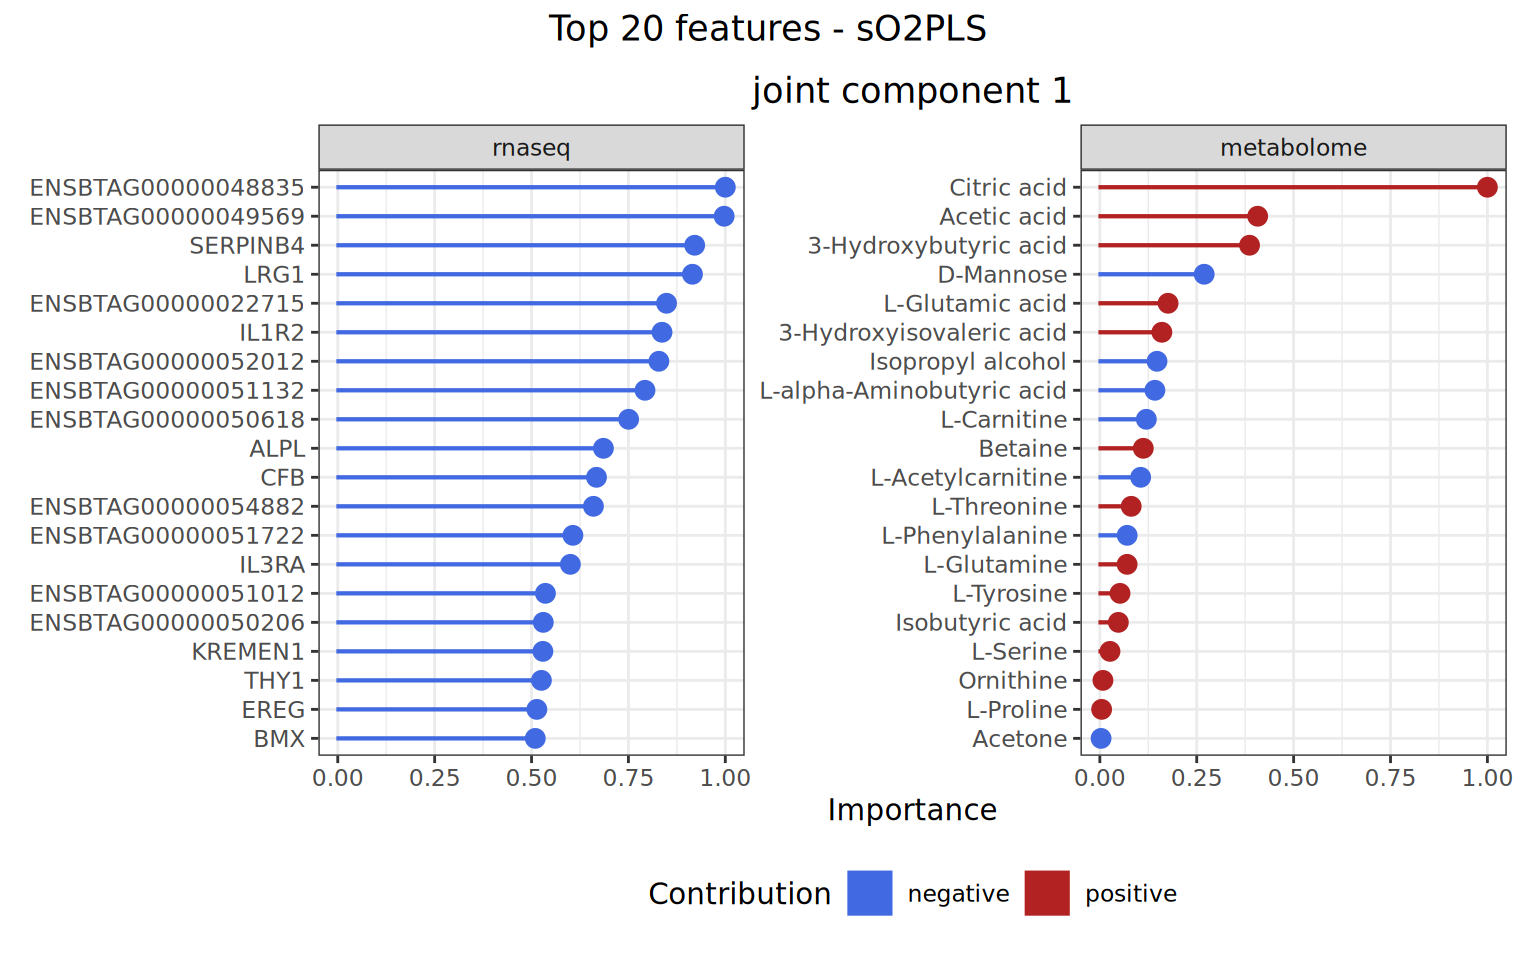 Top 20 features - sO2PLS
joint component 1
rnaseq
ENSBTAG00000048835
ENSBTAG00000049569
SERPINB4
LRG1
ENSBTAG00000022715
IL1R2
ENSBTAG00000052012
ENSBTAG00000051132
ENSBTAG00000050618
ALPL
CFB
ENSBTAG00000054882
ENSBTAG00000051722
IL3RA
ENSBTAG00000051012
ENSBTAG00000050206
KREMEN1
THY1
EREG
BMX
0.00 0.25 0.50 0.75 1.00
metabolome
Citric acid
Acetic acid
3-Hydroxybutyric acid
D-Mannose
L-Glutamic acid
3-Hydroxyisovaleric acid
Isopropyl alcohol
L-alpha-Aminobutyric acid
L-Carnitine
Betaine
L-Acetylcarnitine
L-Threonine
L-Phenylalanine
L-Glutamine
L-Tyrosine
Isobutyric acid
L-Serine
Ornithine
L-Proline
Acetone
0.00 0.25 0.50 0.75 1.00
Importance
Contribution negative positive